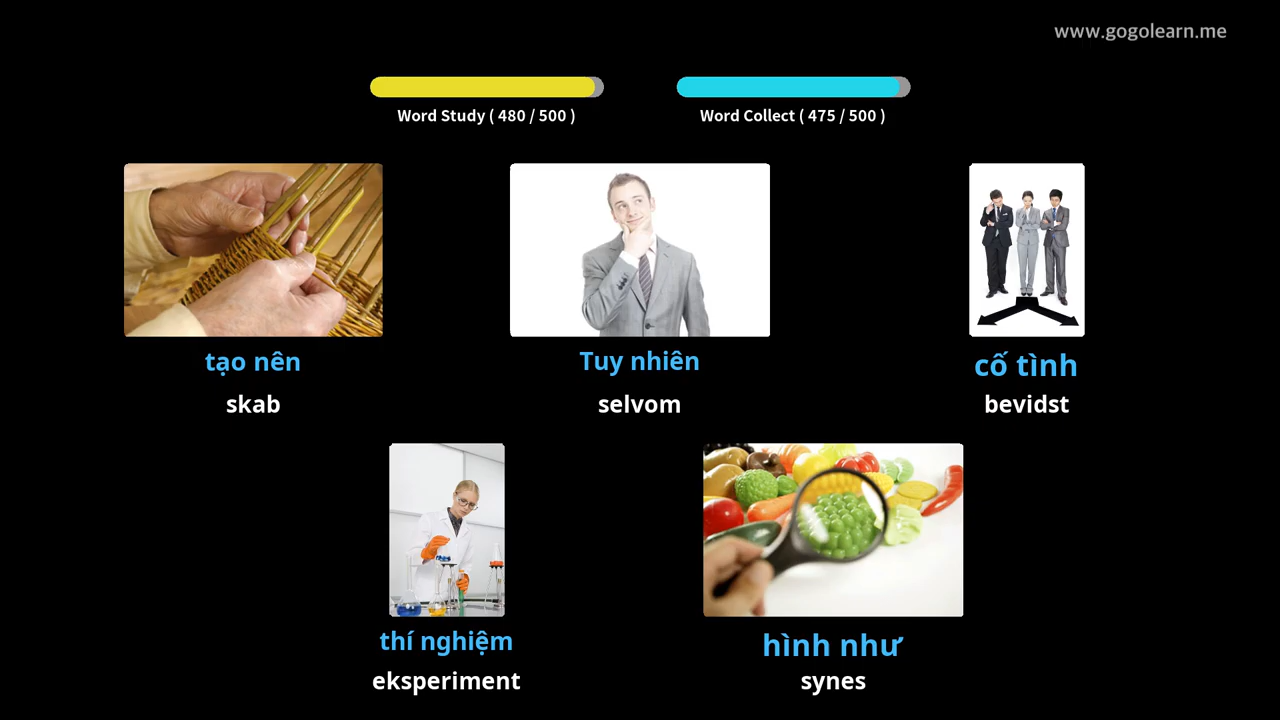 www.gogolearn.me
Word Study ( 480 / 500 )
Word Collect ( 475 / 500 )
tạo nên
skab
Tuy nhiên
selvom
cố tình
bevidst
thí nghiệm
eksperiment
hình như
synes